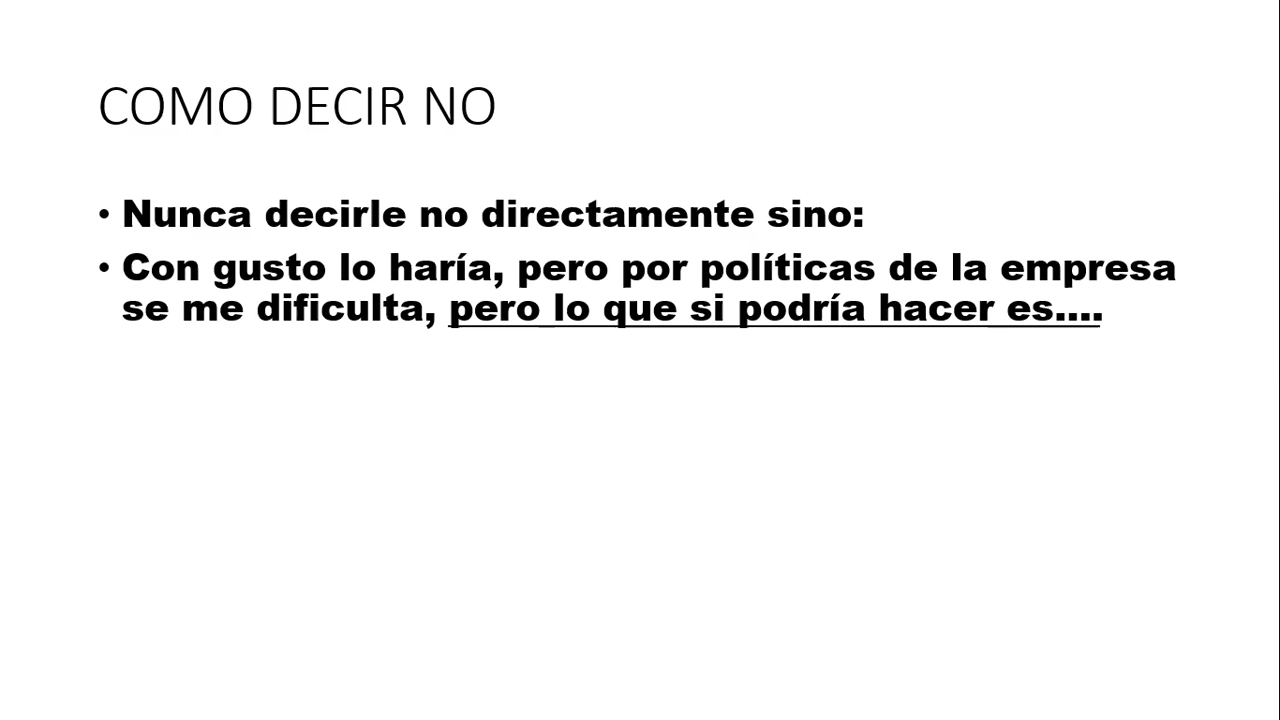 COMO DECIR NO
• Nunca decirle no directamente sino:
• Con gusto lo haría, pero por políticas de la empresa
se me dificulta, pero lo que si podría hacer es....